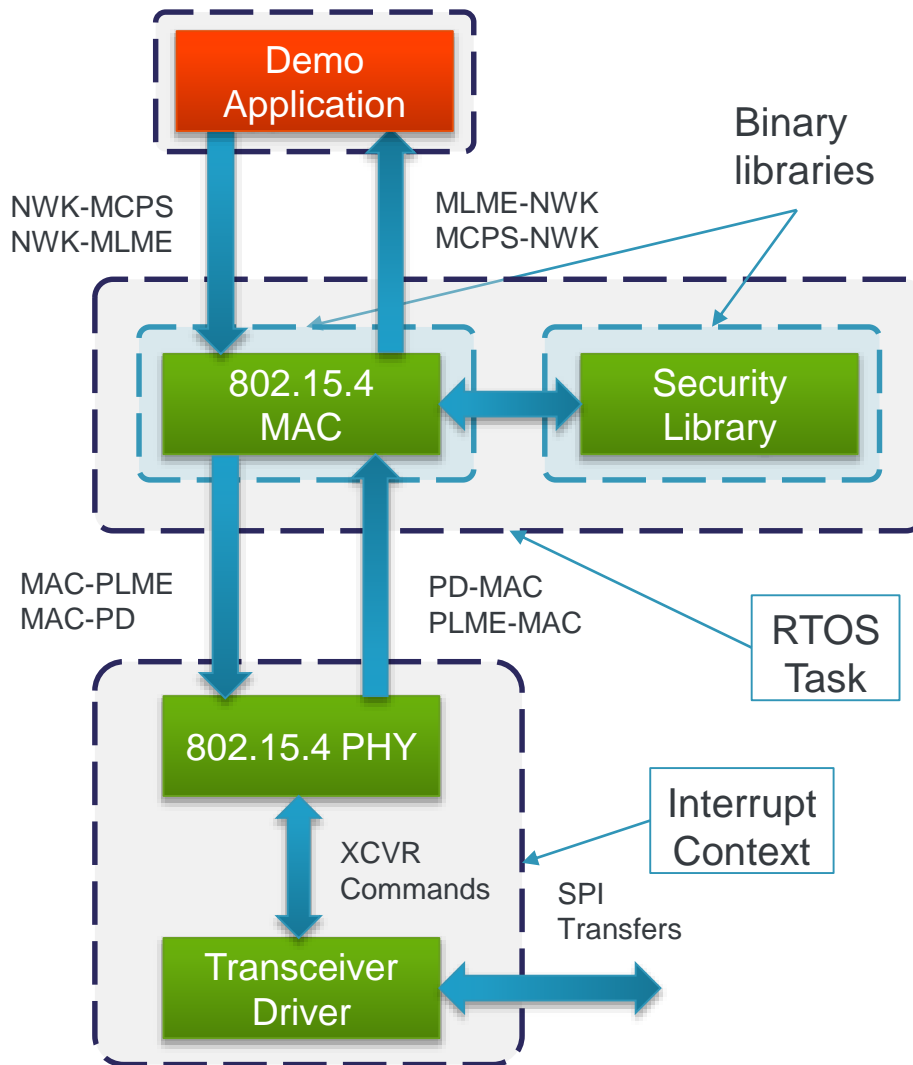 Demo
Application
Binary
libraries
NWK-MCPS
NWK-MLME
MLME-NWK
MCPS-NWK
802.15.4
MAC
Security
Library
MAC-PLME
MAC-PD
PD-MAC
PLME-MAC
RTOS
Task
802.15.4 PHY
Interrupt
Context
XCVR
Commands
SPI
Transfers
Transceiver
Driver